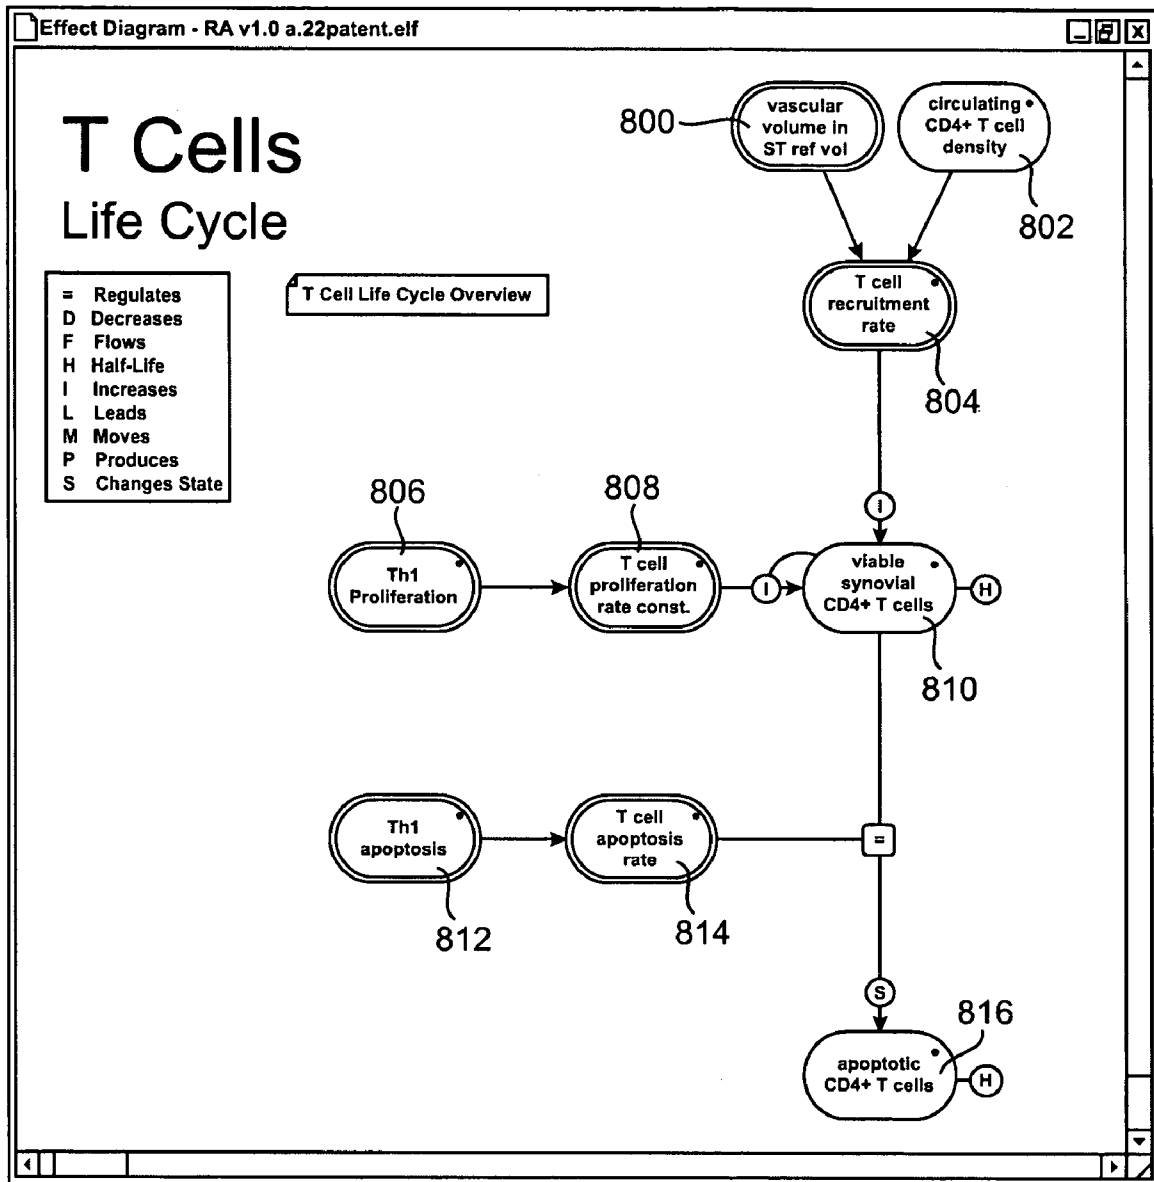 Effect Diagram - RA v1.0 a.22patent.elf
T Cells
Life Cycle
= Regulates
D Decreases
F Flows
H Half-Life
I Increases
L Leads
M Moves
P Produces
S Changes State
T Cell Life Cycle Overview
800
vascular
volume in
ST ref vol
circulating
CD4+ T cell
density
802
T cell
recruitment
rate
804
I
806
Th1
Proliferation
808
T cell
proliferation
rate const.
I
viable
synovial
CD4+ T cells
H
810
Th1
apoptosis
812
T cell
apoptosis
rate
814
=
S
816
apoptotic
CD4+ T cells
H